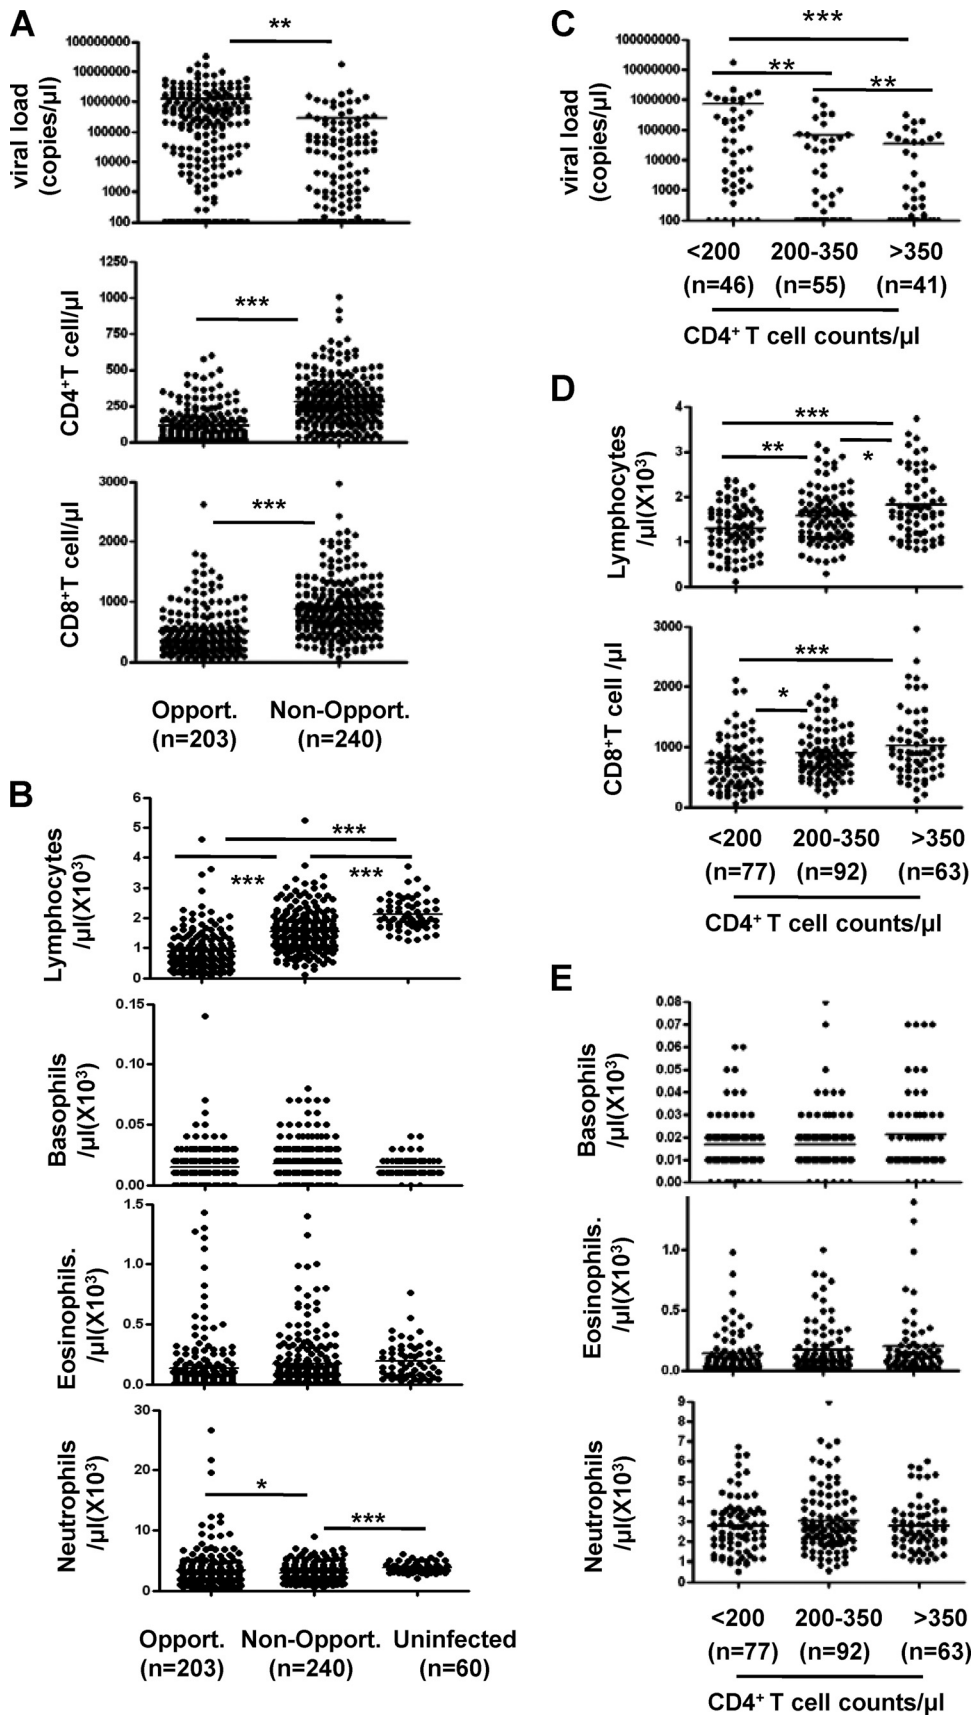 A
**
100000000
10000000
1000000
100000
10000
1000
100
viral load
(copies/µl)
1250
1000
750
500
250
0
CD4⁺T cell/µl
***
3000
2000
1000
0
CD8⁺T cell/µl
***
Opport.
(n=203)
Non-Opport.
(n=240)
B
6
5
4
3
2
1
0
Lymphocytes
/µl(X10³)
***
***
***
0.15
0.10
0.05
0.00
Basophils
/µl(X10³)
1.5
1.0
0.5
0.0
Eosinophils.
/µl(X10³)
30
20
10
0
Neutrophils
/µl(X10³)
*
***
Opport.
(n=203)
Non-Opport.
(n=240)
Uninfected
(n=60)
C
***
**
**
100000000
10000000
1000000
100000
10000
1000
100
viral load
(copies/µl)
<200
(n=46)
200-350
(n=55)
>350
(n=41)
CD4⁺ T cell counts/µl
D
4
3
2
1
0
Lymphocytes
/µl(X10³)
***
**
*
3000
2000
1000
0
CD8⁺T cell /µl
***
*
<200
(n=77)
200-350
(n=92)
>350
(n=63)
CD4⁺ T cell counts/µl
E
0.08
0.06
0.05
0.04
0.03
0.02
0.01
0.00
Basophils
/µl(X10³)
1.0
0.5
0.0
Eosinophils.
/µl(X10³)
9
8
7
6
5
4
3
2
1
0
Neutrophils
/µl(X10³)
<200
(n=77)
200-350
(n=92)
>350
(n=63)
CD4⁺ T cell counts/µl